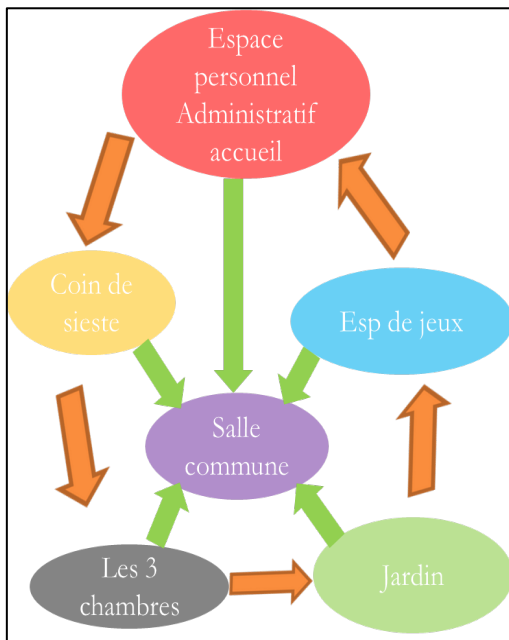 Espace
personnel
Administratif
accueil
Coin de
sieste
Esp de jeux
Salle
commune
Les 3
chambres
Jardin